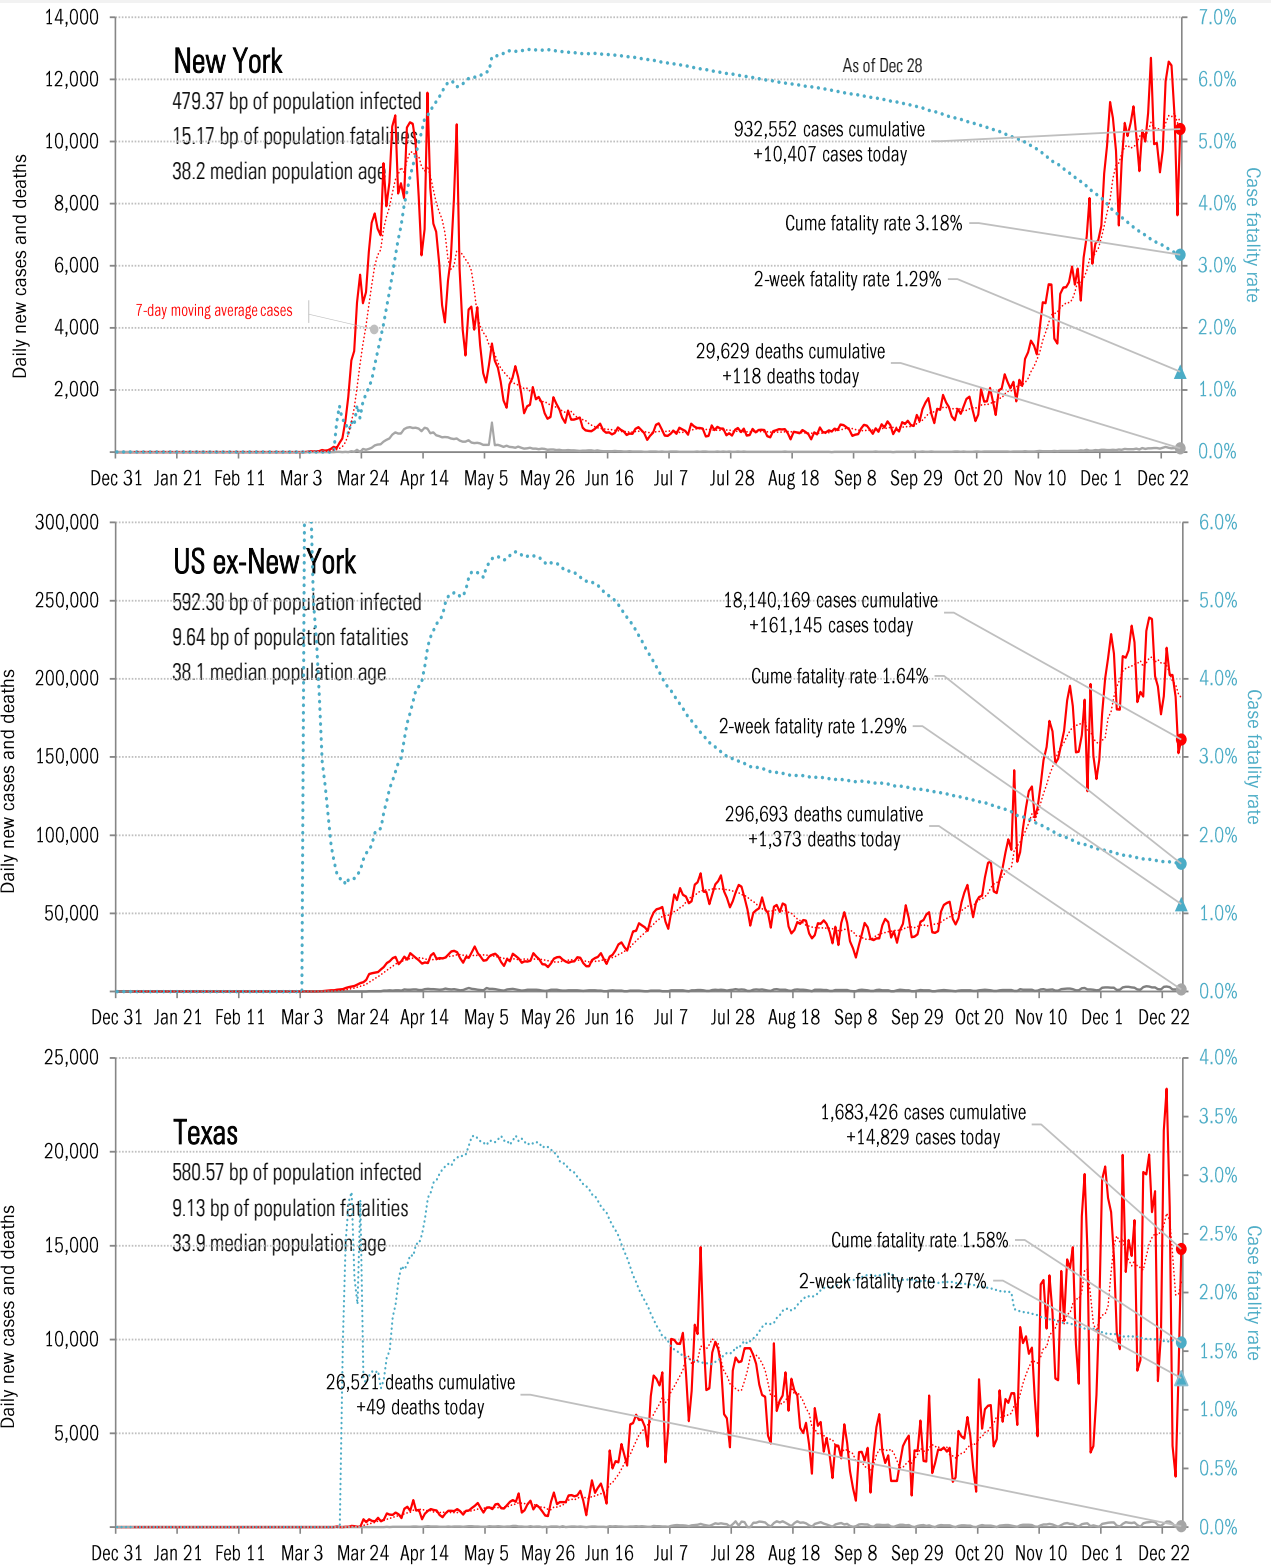 14,000
12,000
10,000
8,000
6,000
4,000
2,000
Daily new cases and deaths
7.0%
6.0%
5.0%
4.0%
3.0%
2.0%
1.0%
0.0%
Case fatality rate
New York
479.37 bp of population infected
15.17 bp of population fatalities
38.2 median population age
7-day moving average cases
As of Dec 28
932,552 cases cumulative
+10,407 cases today
Cume fatality rate 3.18%
2-week fatality rate 1.29%
29,629 deaths cumulative
+118 deaths today
Dec 31 Jan 21 Feb 11 Mar 3 Mar 24 Apr 14 May 5 May 26 Jun 16 Jul 7 Jul 28 Aug 18 Sep 8 Sep 29 Oct 20 Nov 10 Dec 1 Dec 22
300,000
250,000
200,000
150,000
100,000
50,000
Daily new cases and deaths
6.0%
5.0%
4.0%
3.0%
2.0%
1.0%
0.0%
Case fatality rate
US ex-New York
592.30 bp of population infected
9.64 bp of population fatalities
38.1 median population age
18,140,169 cases cumulative
+161,145 cases today
Cume fatality rate 1.64%
2-week fatality rate 1.29%
296,693 deaths cumulative
+1,373 deaths today
Dec 31 Jan 21 Feb 11 Mar 3 Mar 24 Apr 14 May 5 May 26 Jun 16 Jul 7 Jul 28 Aug 18 Sep 8 Sep 29 Oct 20 Nov 10 Dec 1 Dec 22
25,000
20,000
15,000
10,000
5,000
Daily new cases and deaths
4.0%
3.5%
3.0%
2.5%
2.0%
1.5%
1.0%
0.5%
0.0%
Case fatality rate
Texas
580.57 bp of population infected
9.13 bp of population fatalities
33.9 median population age
1,683,426 cases cumulative
+14,829 cases today
Cume fatality rate 1.58%
2-week fatality rate 1.27%
26,521 deaths cumulative
+49 deaths today
Dec 31 Jan 21 Feb 11 Mar 3 Mar 24 Apr 14 May 5 May 26 Jun 16 Jul 7 Jul 28 Aug 18 Sep 8 Sep 29 Oct 20 Nov 10 Dec 1 Dec 22